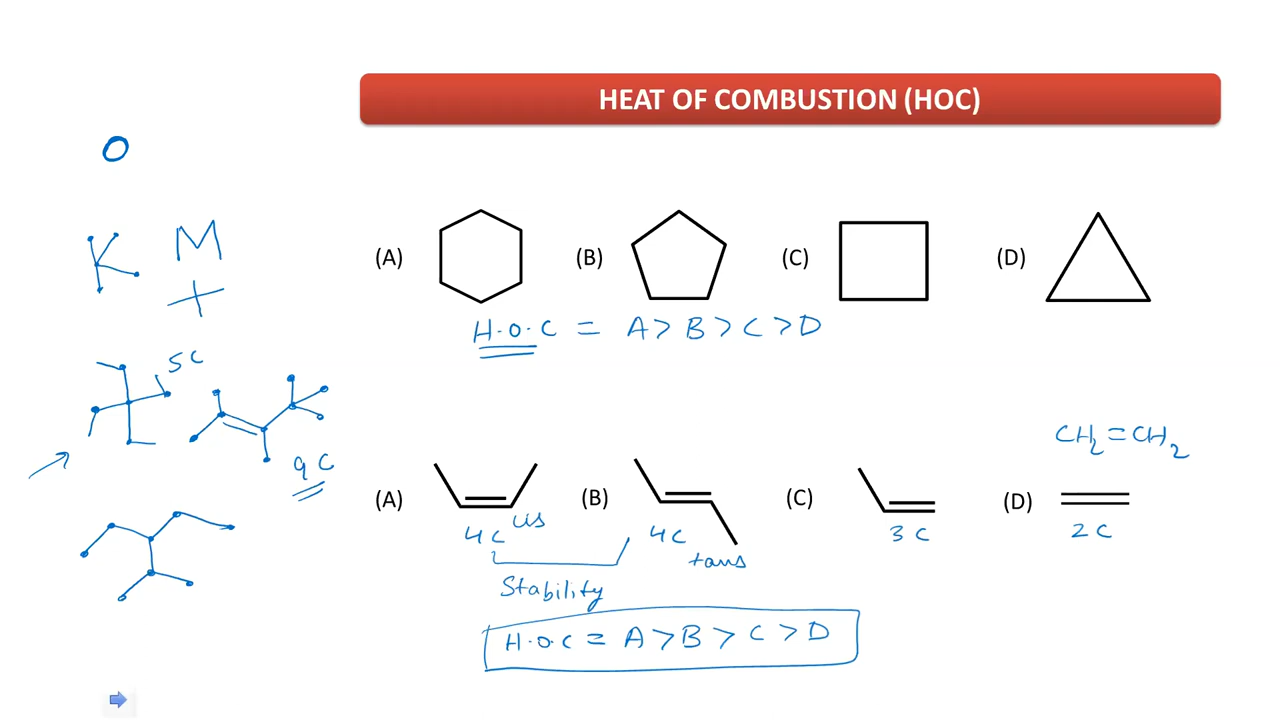 HEAT OF COMBUSTION (HOC)
O
K M
+
(A) (B) (C) (D)
H.O.C = A > B > C > D
5C
9C
CH2=CH2
(A) (B) (C) (D)
4C cis 4C trans 3C 2C
Stability
H.O.C = A > B > C > D